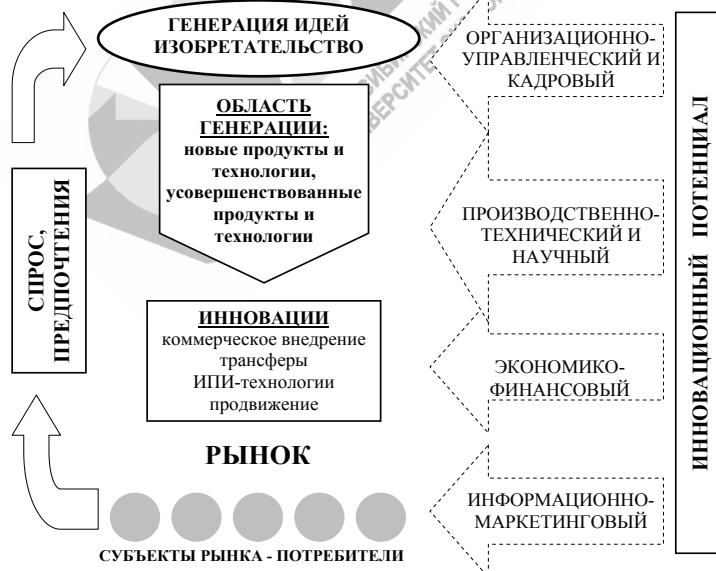 ГЕНЕРАЦИЯ ИДЕЙ
ИЗОБРЕТАТЕЛЬСТВО
ОБЛАСТЬ
ГЕНЕРАЦИИ:
новые продукты и
технологии,
усовершенствованные
продукты и
технологии
ИННОВАЦИИ
коммерческое внедрение
трансферы
ИПИ-технологии
продвижение
РЫНОК
СУБЪЕКТЫ РЫНКА - ПОТРЕБИТЕЛИ
СПРОС,
ПРЕДПОЧТЕНИЯ
ОРГАНИЗАЦИОННО-
УПРАВЛЕНЧЕСКИЙ И
КАДРОВЫЙ
ПРОИЗВОДСТВЕННО-
ТЕХНИЧЕСКИЙ И
НАУЧНЫЙ
ЭКОНОМИКО-
ФИНАНСОВЫЙ
ИНФОРМАЦИОННО-
МАРКЕТИНГОВЫЙ
ИННОВАЦИОННЫЙ ПОТЕНЦИАЛ